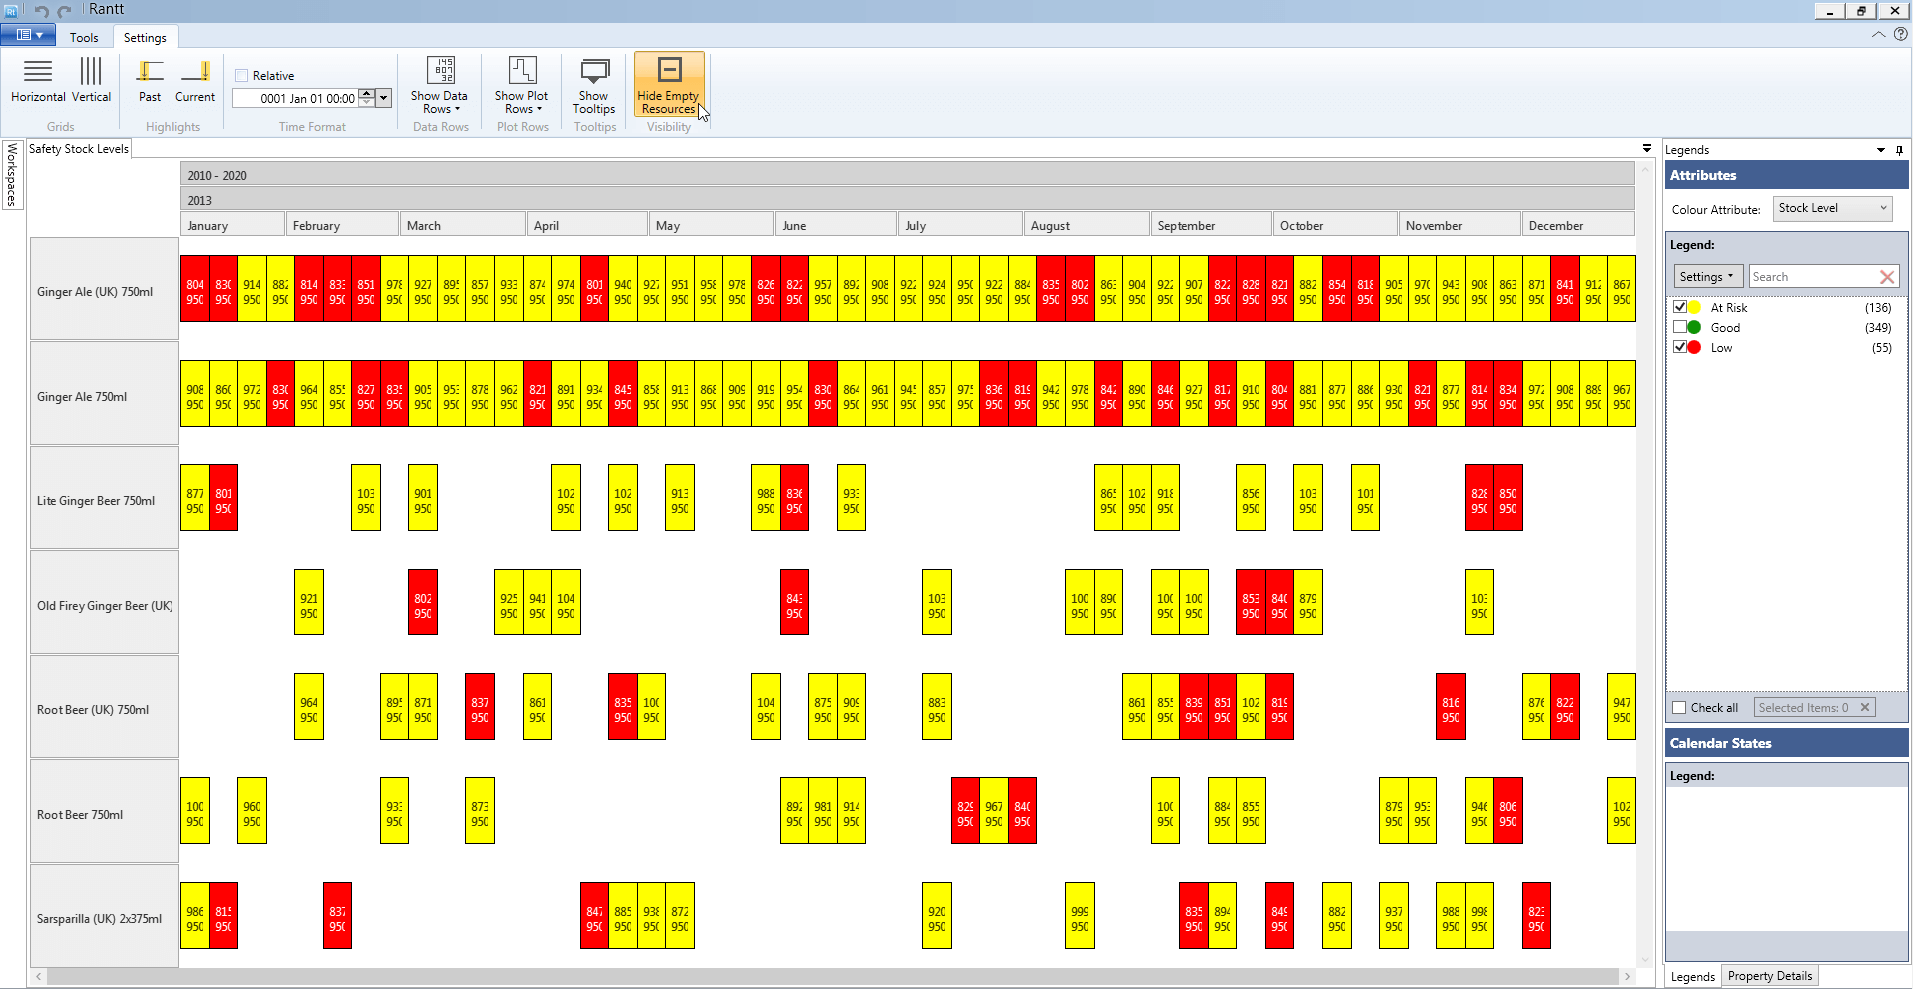 Rantt
Tools Settings
Relative
0001 Jan 01 00:00
Horizontal Vertical Past Current Show Data Rows Show Plot Rows Show Tooltips Hide Empty Resources
Grids Highlights Time Format Data Rows Plot Rows Tooltips Visibility
Workspaces
Safety Stock Levels
2010 - 2020
2013
January February March April May June July August September October November December
Ginger Ale (UK) 750ml
804 830 914 882 814 833 851 978 927 895 857 933 874 974 801 940 927 951 958 978 826 822 957 892 908 922 924 950 922 884 835 802 863 904 922 907 822 828 821 882 854 818 905 970 943 908 863 871 841 912 867
950 950 950 950 950 950 950 950 950 950 950 950 950 950 950 950 950 950 950 950 950 950 950 950 950 950 950 950 950 950 950 950 950 950 950 950 950 950 950 950 950 950 950 950 950 950 950 950 950 950 950
Ginger Ale 750ml
908 860 972 830 964 855 827 835 905 953 878 962 821 891 934 845 858 913 868 909 919 954 830 864 961 945 857 975 836 819 942 978 842 890 846 927 817 910 804 881 877 886 930 821 877 814 834 972 908 889 967
950 950 950 950 950 950 950 950 950 950 950 950 950 950 950 950 950 950 950 950 950 950 950 950 950 950 950 950 950 950 950 950 950 950 950 950 950 950 950 950 950 950 950 950 950 950 950 950 950 950 950
Lite Ginger Beer 750ml
877 801 103 901 102 102 913 988 836 933 865 102 918 856 103 101 828 850
950 950 950 950 950 950 950 950 950 950 950 950 950 950 950 950 950 950
Old Firey Ginger Beer (UK)
921 802 925 941 104 843 103 100 890 100 100 853 840 879 103
950 950 950 950 950 950 950 950 950 950 950 950 950 950 950
Root Beer (UK) 750ml
964 895 871 837 861 835 100 104 875 909 883 861 855 839 851 102 819 816 876 822 947
950 950 950 950 950 950 950 950 950 950 950 950 950 950 950 950 950 950 950 950 950
Root Beer 750ml
100 960 933 873 892 981 914 829 967 840 100 884 855 879 953 946 806 102
950 950 950 950 950 950 950 950 950 950 950 950 950 950 950 950 950 950
Sarsparilla (UK) 2x375ml
986 815 837 847 885 938 872 920 999 835 894 849 882 937 988 998 823
950 950 950 950 950 950 950 950 950 950 950 950 950 950 950 950 950
Legends
Attributes
Colour Attribute: Stock Level
Legend:
Settings Search
At Risk (136)
Good (349)
Low (55)
Check all Selected Items: 0
Calendar States
Legend:
Legends Property Details